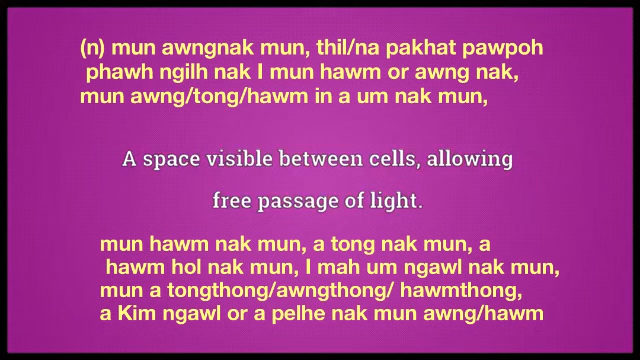 (n) mun awngnak mun, thil/na pakhat pawpoh
phawh ngilh nak I mun hawm or awng nak,
mun awng/tong/hawm in a um nak mun,
A space visible between cells, allowing
free passage of light.
mun hawm nak mun, a tong nak mun, a
hawm hol nak mun, I mah um ngawl nak mun,
mun a tongthong/awngthong/ hawmthong,
a Kim ngawl or a pelhe nak mun awng/hawm